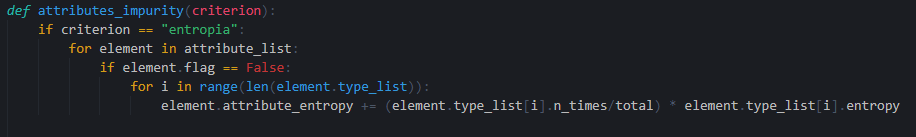 def attributes_impurity(criterion):
    if criterion == "entropia":
        for element in attribute_list:
            if element.flag == False:
                for i in range(len(element.type_list)):
                    element.attribute_entropy += (element.type_list[i].n_times/total) * element.type_list[i].entropy